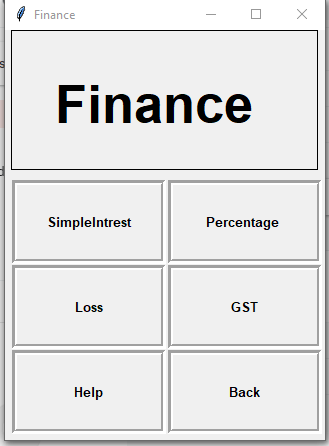 Finance
Finance
SimpleIntrest
Percentage
Loss
GST
Help
Back